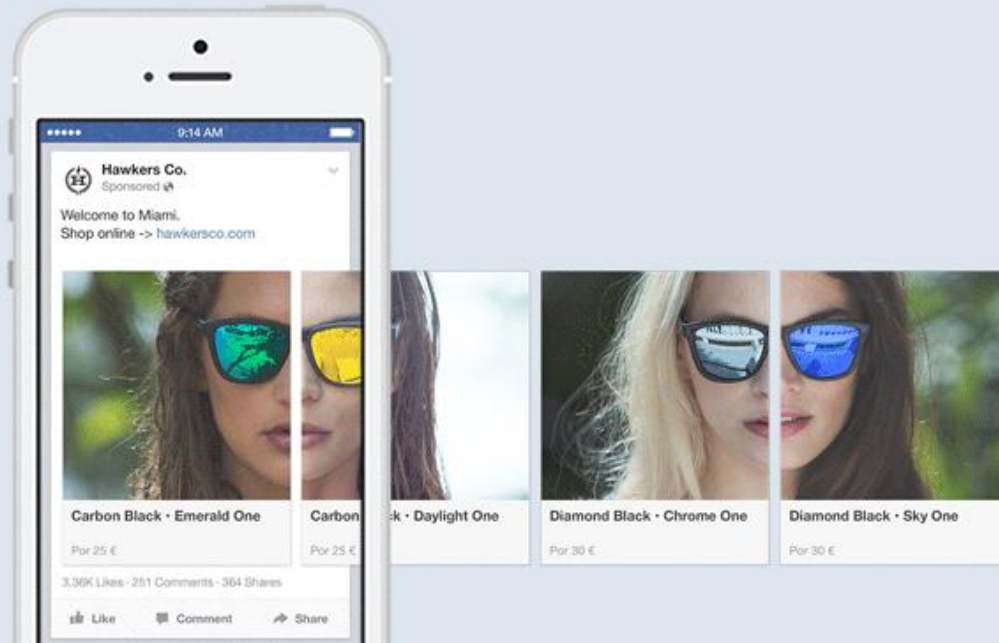 9:14 AM
Hawkers Co.
Sponsored
Welcome to Miami.
Shop online -> hawkersco.com
Carbon Black • Emerald One
Por 25 €
Carbon
ck • Daylight One
Por 25 €
Diamond Black • Chrome One
Por 30 €
Diamond Black • Sky One
Por 30 €
3.36K Likes · 251 Comments · 364 Shares
Like
Comment
Share